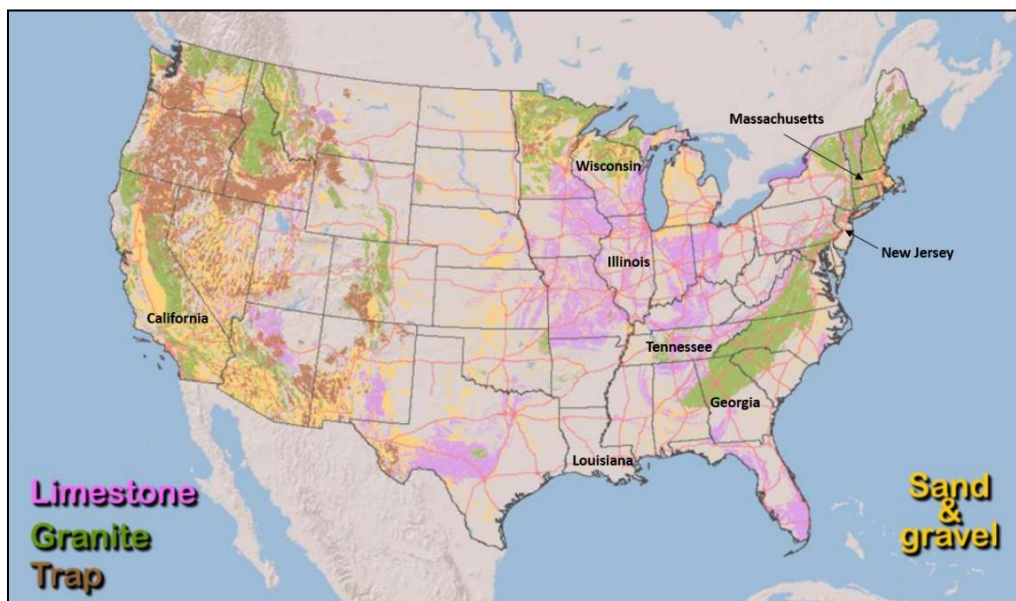 Massachusetts
Wisconsin
New Jersey
Illinois
California
Tennessee
Georgia
Louisiana
Limestone
Granite
Trap
Sand
&
gravel